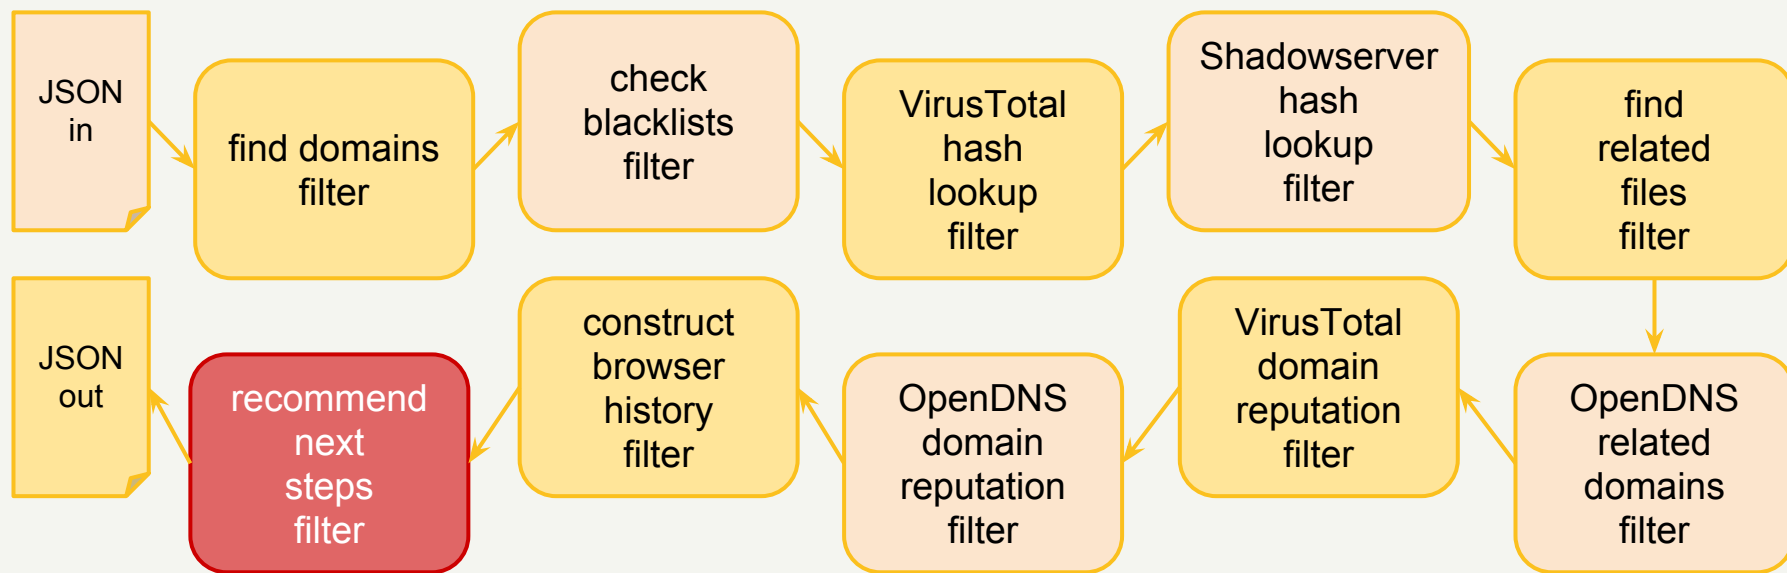 JSON
in
find domains
filter
check
blacklists
filter
VirusTotal
hash
lookup
filter
Shadowserver
hash
lookup
filter
find
related
files
filter
OpenDNS
related
domains
filter
VirusTotal
domain
reputation
filter
OpenDNS
domain
reputation
filter
construct
browser
history
filter
recommend
next
steps
filter
JSON
out